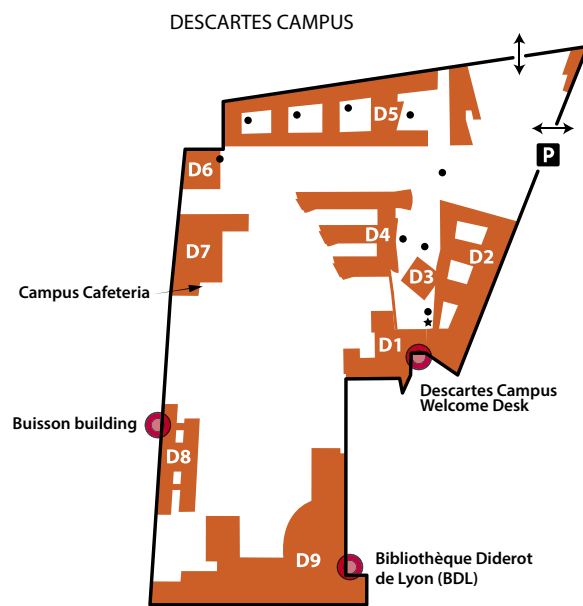 DESCARTES CAMPUS
D5
P
D6
D4
D7
D2
D3
Campus Cafeteria
D1
Descartes Campus
Welcome Desk
Buisson building
D8
D9
Bibliothèque Diderot
de Lyon (BDL)